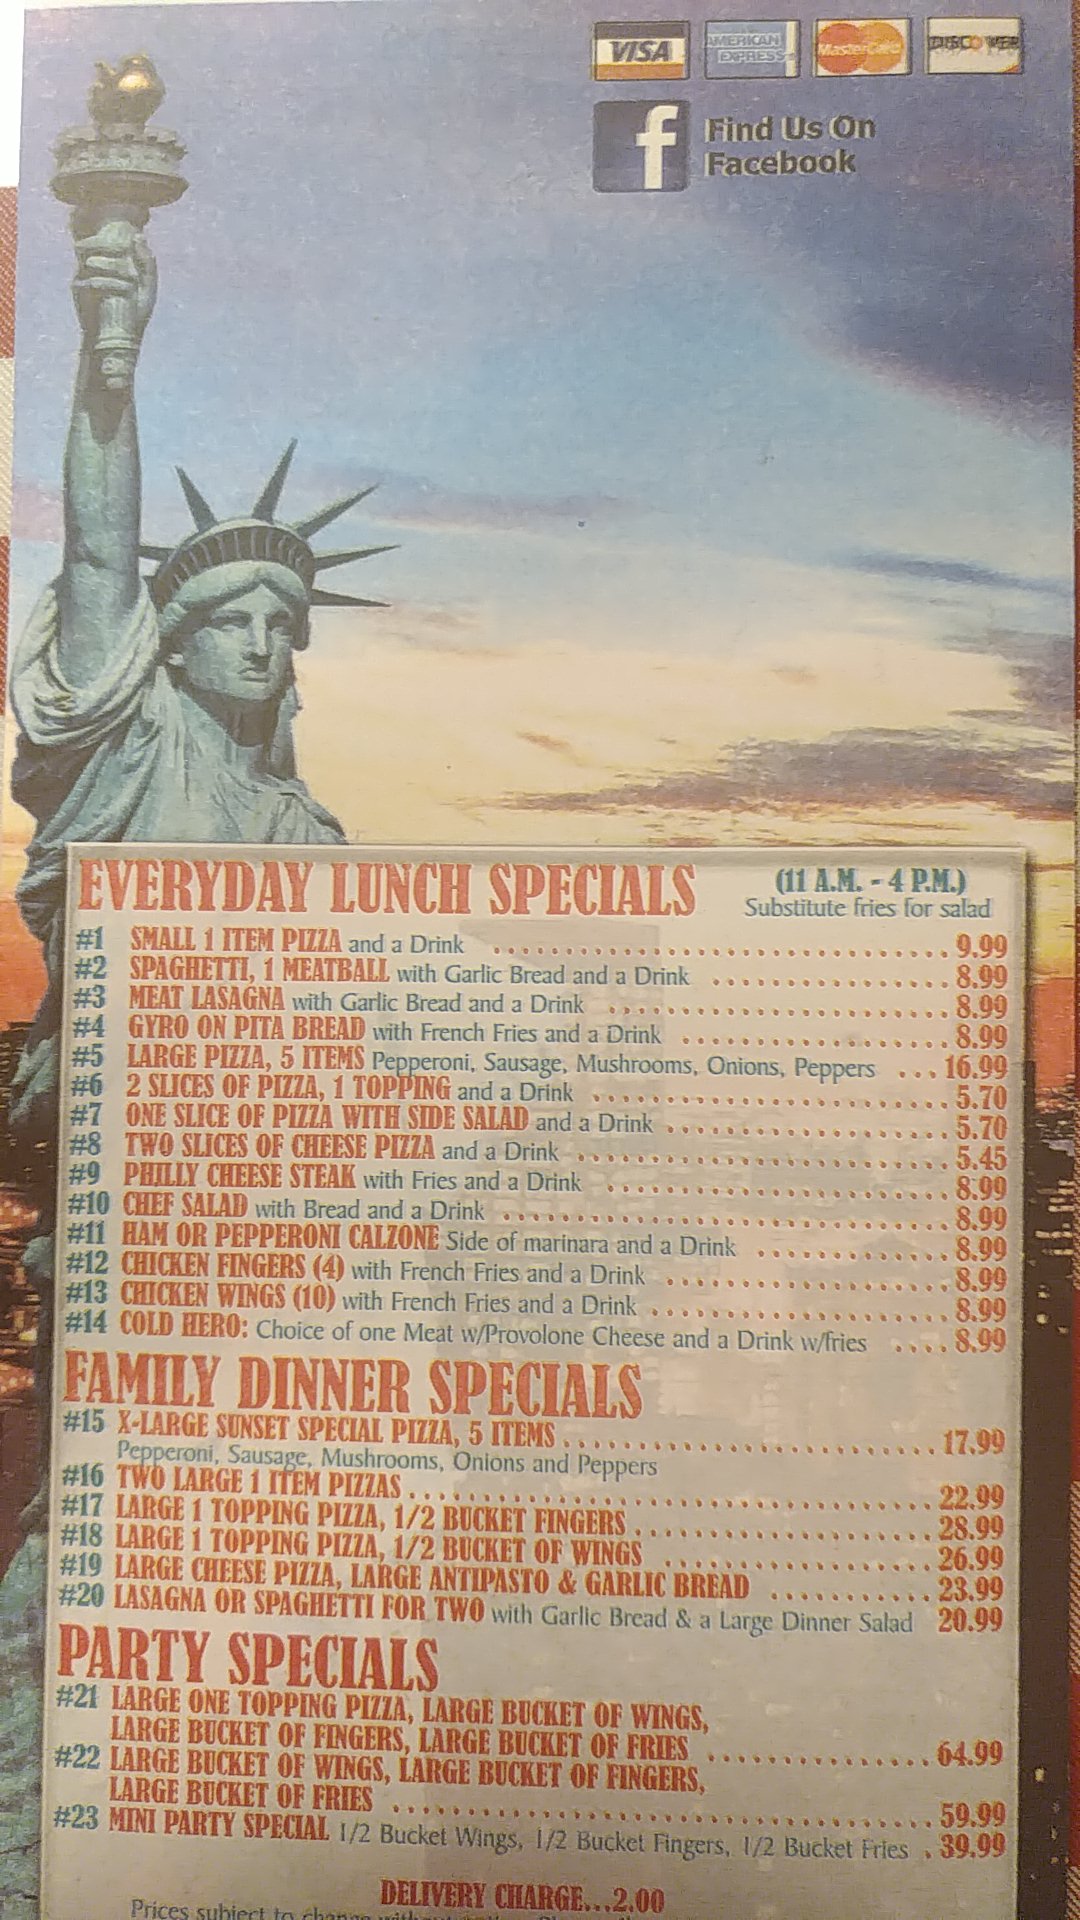 VISA AMERICAN EXPRESS MasterCard DISCOVER
f Find Us On
Facebook
EVERYDAY LUNCH SPECIALS (11 A.M. - 4 P.M.)
Substitute fries for salad
#1 SMALL 1 ITEM PIZZA and a Drink 9.99
#2 SPAGHETTI, 1 MEATBALL with Garlic Bread and a Drink 8.99
#3 MEAT LASAGNA with Garlic Bread and a Drink 8.99
#4 GYRO ON PITA BREAD with French Fries and a Drink 8.99
#5 LARGE PIZZA, 5 ITEMS Pepperoni, Sausage, Mushrooms, Onions, Peppers ... 16.99
#6 2 SLICES OF PIZZA, 1 TOPPING and a Drink 5.70
#7 ONE SLICE OF PIZZA WITH SIDE SALAD and a Drink 5.70
#8 TWO SLICES OF CHEESE PIZZA and a Drink 5.45
#9 PHILLY CHEESE STEAK with Fries and a Drink 8.99
#10 CHEF SALAD with Bread and a Drink 8.99
#11 HAM OR PEPPERONI CALZONE Side of marinara and a Drink 8.99
#12 CHICKEN FINGERS (4) with French Fries and a Drink 8.99
#13 CHICKEN WINGS (10) with French Fries and a Drink 8.99
#14 COLD HERO: Choice of one Meat w/Provolone Cheese and a Drink w/fries .... 8.99
FAMILY DINNER SPECIALS
#15 X-LARGE SUNSET SPECIAL PIZZA, 5 ITEMS 17.99
Pepperoni, Sausage, Mushrooms, Onions and Peppers
#16 TWO LARGE 1 ITEM PIZZAS 22.99
#17 LARGE 1 TOPPING PIZZA, 1/2 BUCKET FINGERS 28.99
#18 LARGE 1 TOPPING PIZZA, 1/2 BUCKET OF WINGS 26.99
#19 LARGE CHEESE PIZZA, LARGE ANTIPASTO & GARLIC BREAD 23.99
#20 LASAGNA OR SPAGHETTI FOR TWO with Garlic Bread & a Large Dinner Salad 20.99
PARTY SPECIALS
#21 LARGE ONE TOPPING PIZZA, LARGE BUCKET OF WINGS,
LARGE BUCKET OF FINGERS, LARGE BUCKET OF FRIES 64.99
#22 LARGE BUCKET OF WINGS, LARGE BUCKET OF FINGERS,
LARGE BUCKET OF FRIES 59.99
#23 MINI PARTY SPECIAL 1/2 Bucket Wings, 1/2 Bucket Fingers, 1/2 Bucket Fries . 39.99
DELIVERY CHARGE...2.00
Prices subject to change without